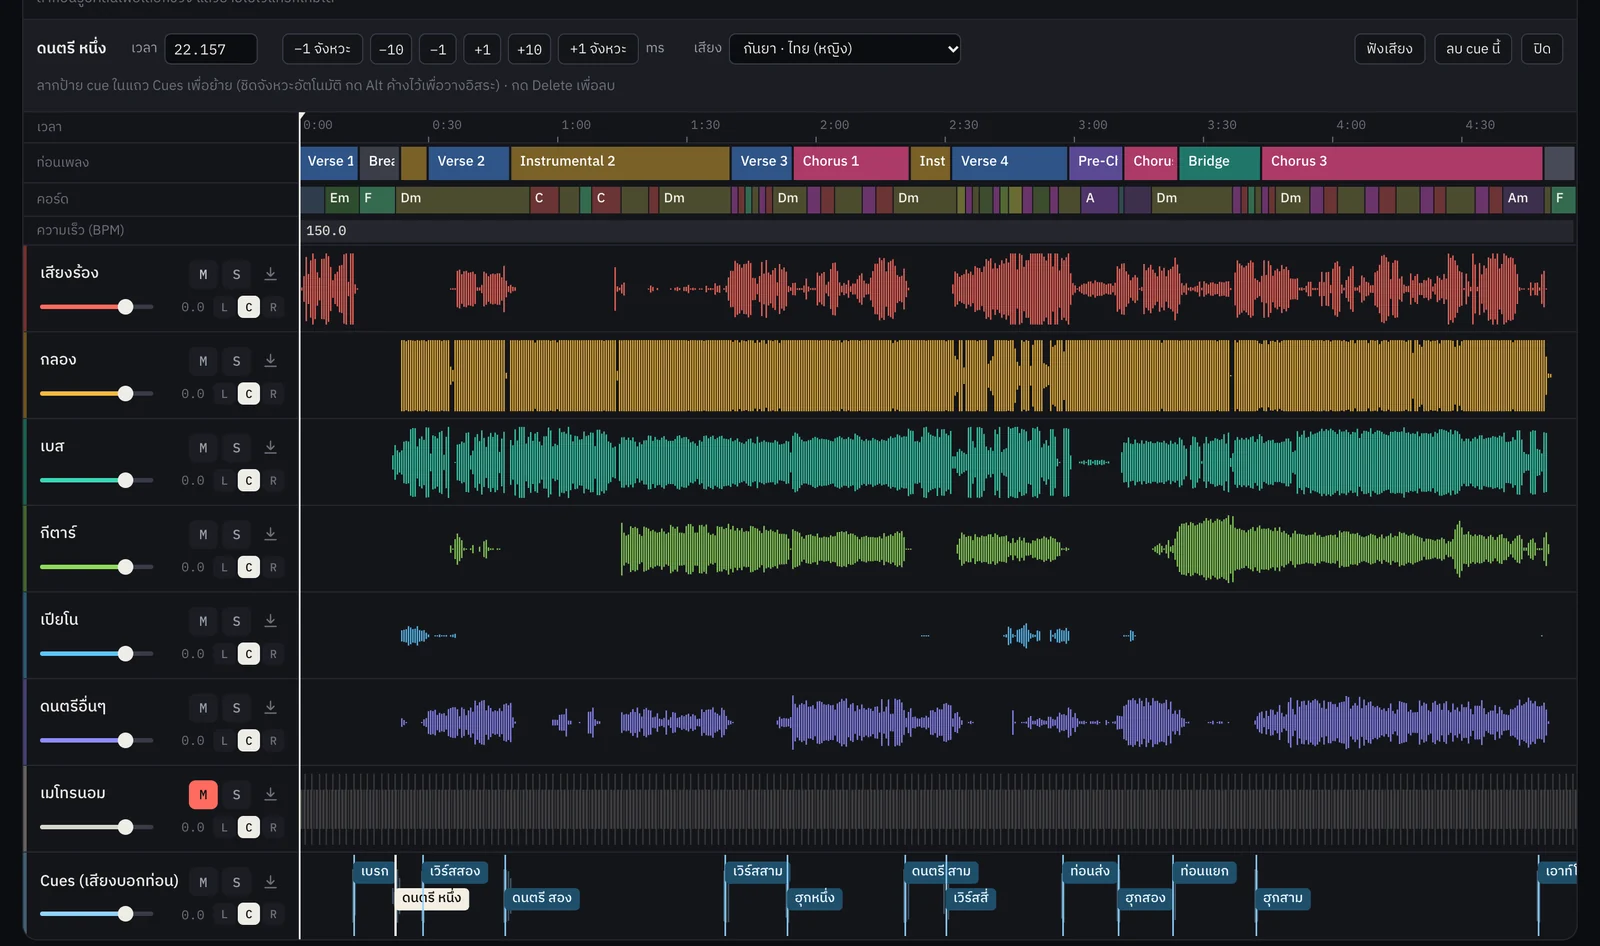 ดนตรี หนึ่ง เวลา 22.157 −1 จังหวะ −10 −1 +1 +10 +1 จังหวะ ms เสียง กันยา · ไทย (หญิง) ฟังเสียง ลบ cue นี้ ปิด
ลากป้าย cue ในแถว Cues เพื่อย้าย (ชิดจังหวะอัตโนมัติ กด Alt ค้างไว้เพื่อวางอิสระ) · กด Delete เพื่อลบ
เวลา 0:00 0:30 1:00 1:30 2:00 2:30 3:00 3:30 4:00 4:30
ท่อนเพลง Verse 1 Brea Verse 2 Instrumental 2 Verse 3 Chorus 1 Inst Verse 4 Pre-Cl Choru Bridge Chorus 3
คอร์ด Em F Dm C C Dm Dm Dm A Dm Dm Am F
ความเร็ว (BPM) 150.0
เสียงร้อง M S
0.0 L C R
กลอง M S
0.0 L C R
เบส M S
0.0 L C R
กีตาร์ M S
0.0 L C R
เปียโน M S
0.0 L C R
ดนตรีอื่นๆ M S
0.0 L C R
เมโทรนอม M S
0.0 L C R
เบรก เวิร์สสอง เวิร์สสาม ดนตรี สาม ท่อนส่ง ท่อนแยก
Cues (เสียงบอกท่อน) M S
ดนตรี หนึ่ง ดนตรี สอง ฮุกหนึ่ง เวิร์สสี่ ฮุกสอง ฮุกสาม
0.0 L C R